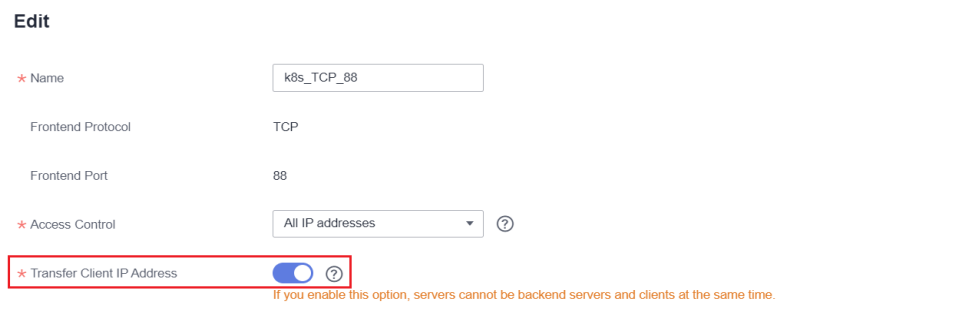 Edit
* Name k8s_TCP_88
Frontend Protocol TCP
Frontend Port 88
* Access Control All IP addresses ?
* Transfer Client IP Address ?
If you enable this option, servers cannot be backend servers and clients at the same time.